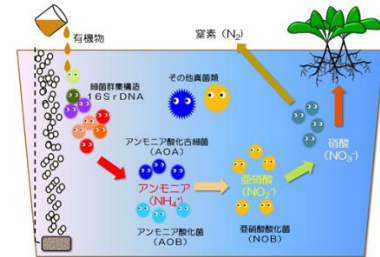 有機物
窒素(N₂)
細菌群集構造
16SrDNA
その他真菌類
アンモニア酸化古細菌
(AOA)
硝酸
(NO₃⁻)
アンモニア
(NH₄⁺)
亜硝酸
(NO₂⁻)
アンモニア酸化菌
(AOB)
亜硝酸酸化菌
(NOB)